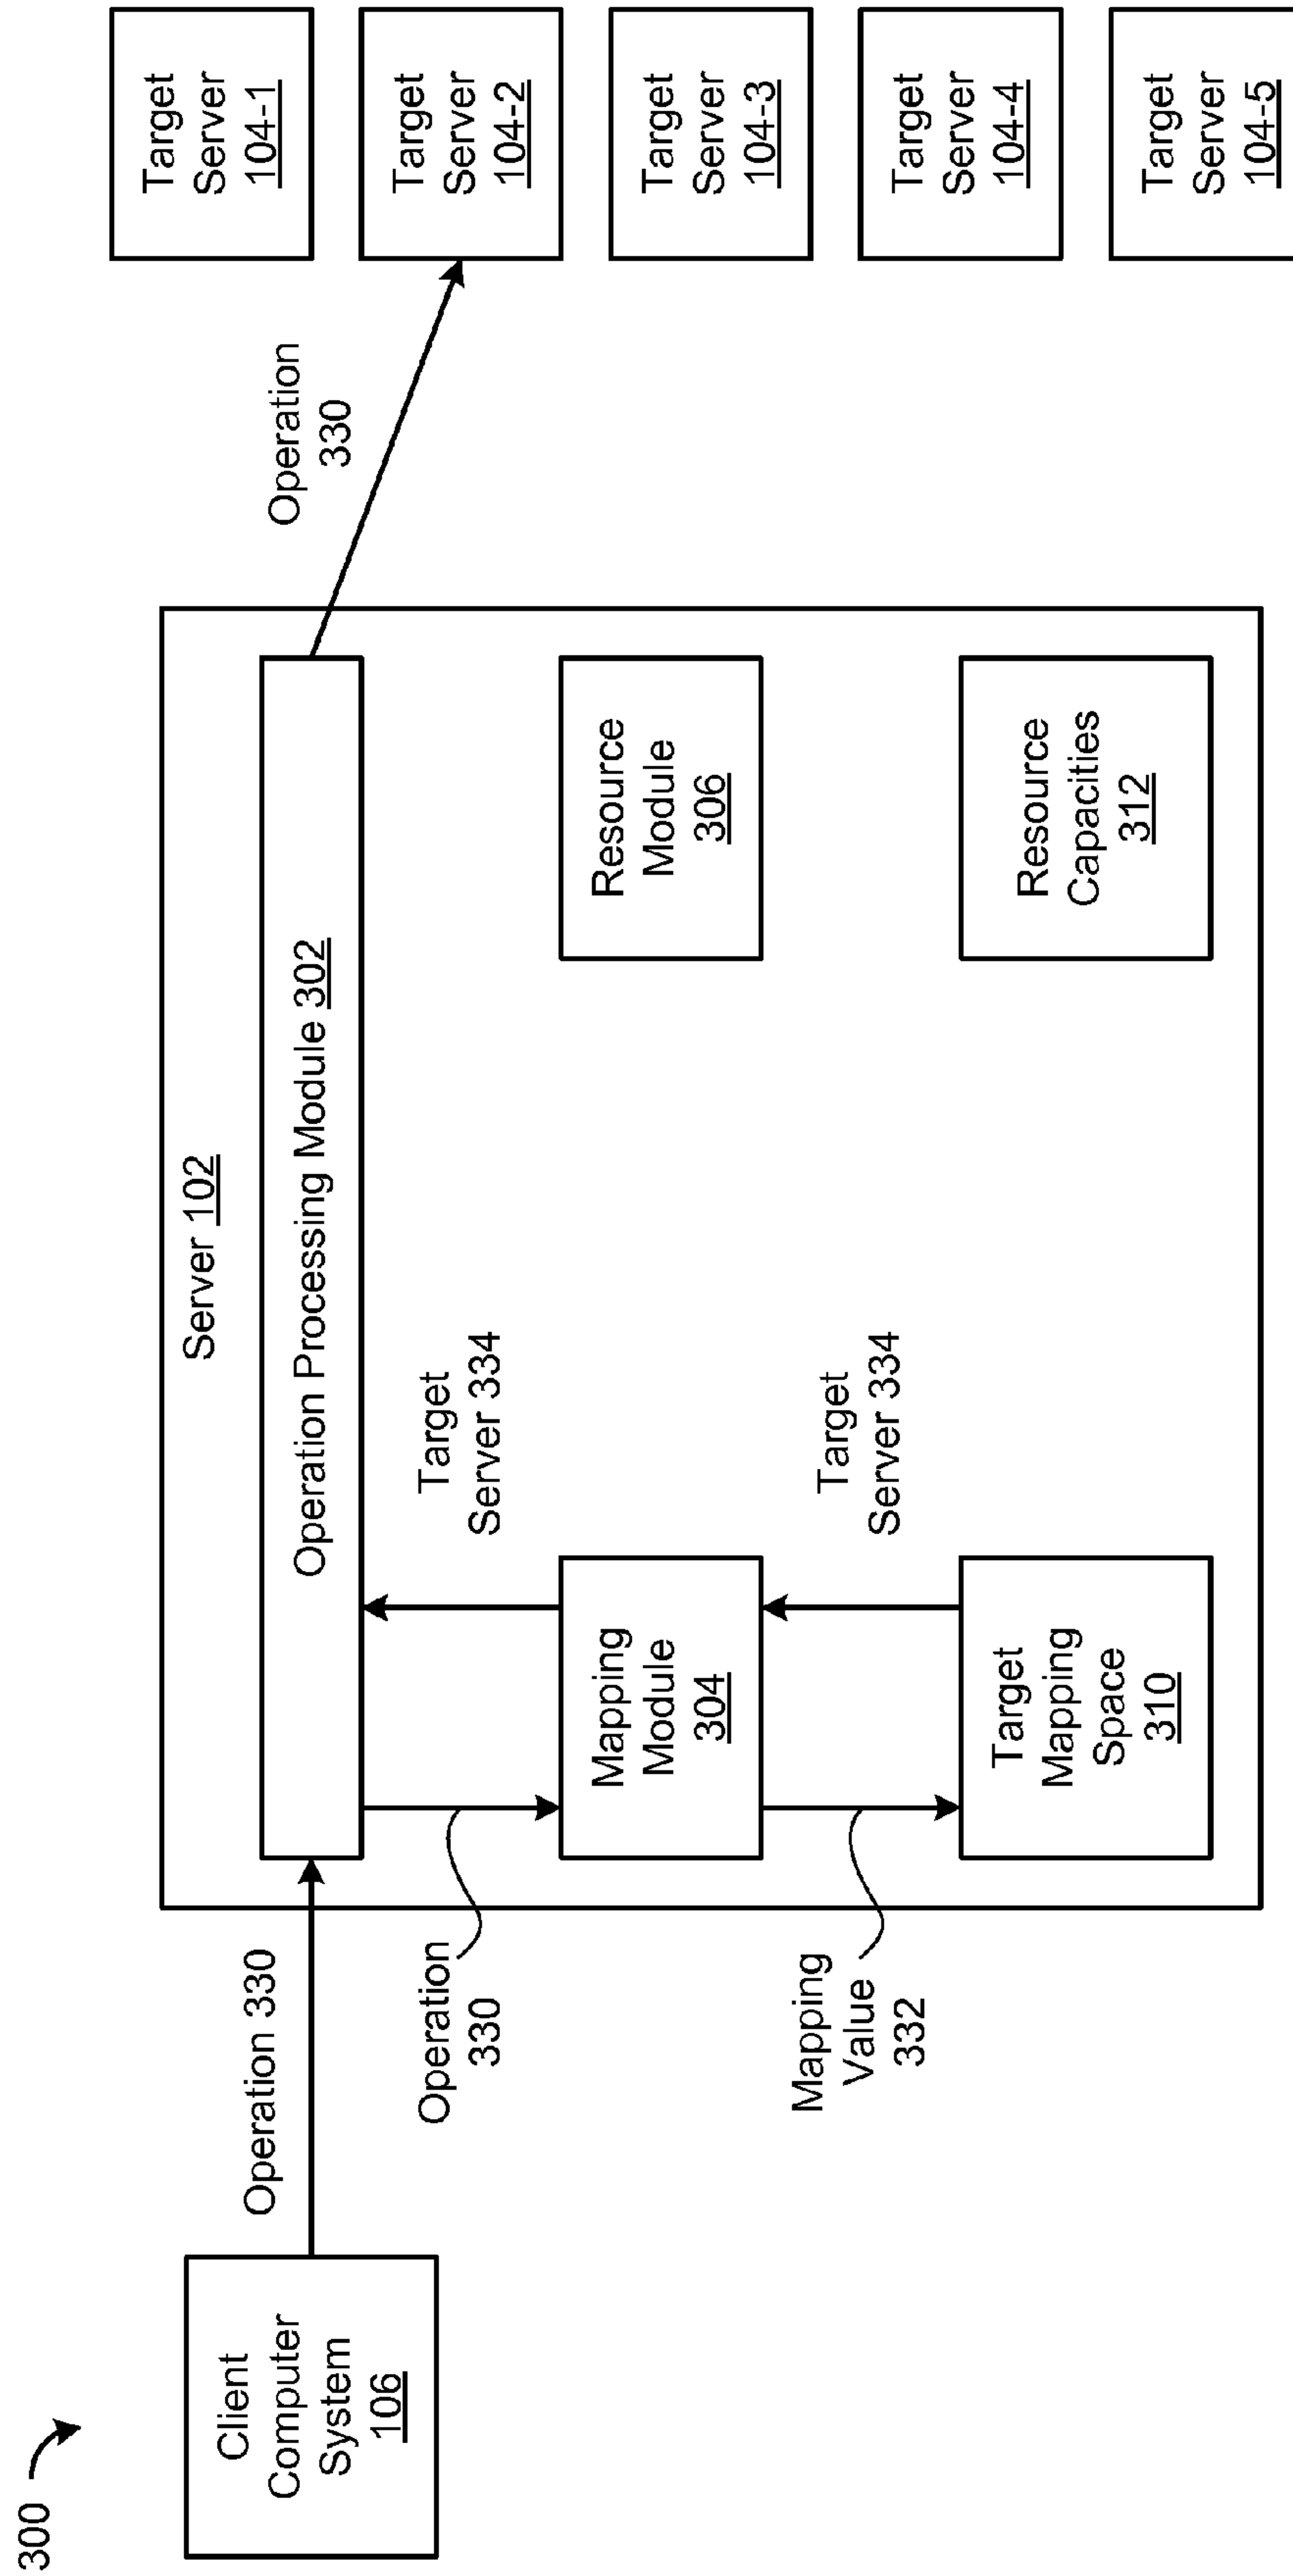 300
Client
Computer
System
106
Operation 330
Operation
330
Mapping
Value
332
Server 102
Operation Processing Module 302
Target
Server 334
Mapping
Module
304
Target
Server 334
Target
Mapping
Space
310
Resource
Module
306
Resource
Capacities
312
Operation
330
Target
Server
104-1
Target
Server
104-2
Target
Server
104-3
Target
Server
104-4
Target
Server
104-5